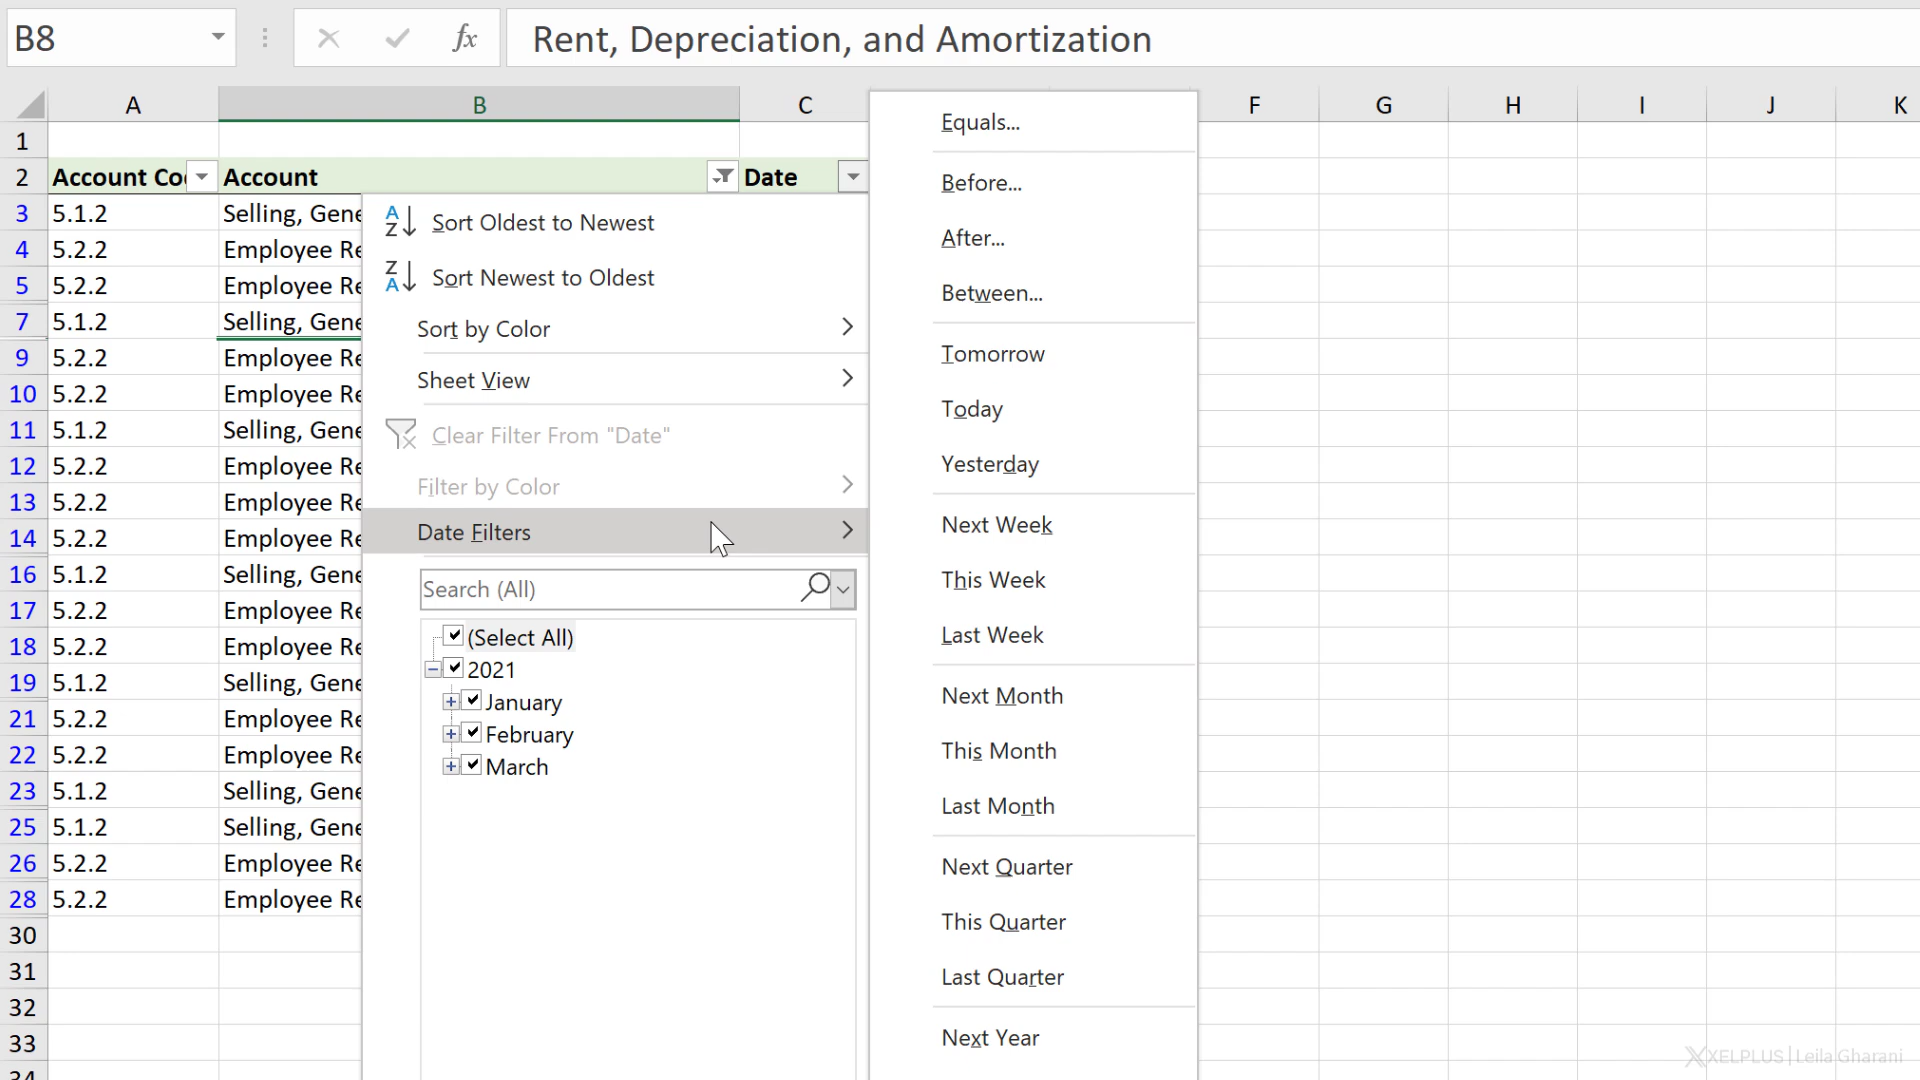 B8
fx
Rent, Depreciation, and Amortization
A B C F G H I J K
1
2 Account Co Account Date
3 5.1.2 Selling, Gene
4 5.2.2 Employee Re
5 5.2.2 Employee Re
7 5.1.2 Selling, Gene
9 5.2.2 Employee Re
10 5.2.2 Employee Re
11 5.1.2 Selling, Gene
12 5.2.2 Employee Re
13 5.2.2 Employee Re
14 5.2.2 Employee Re
16 5.1.2 Selling, Gene
17 5.2.2 Employee Re
18 5.2.2 Employee Re
19 5.1.2 Selling, Gene
21 5.2.2 Employee Re
22 5.2.2 Employee Re
23 5.1.2 Selling, Gene
25 5.1.2 Selling, Gene
26 5.2.2 Employee Re
28 5.2.2 Employee Re
30
31
32
33
34
Sort Oldest to Newest
Sort Newest to Oldest
Sort by Color
Sheet View
Clear Filter From "Date"
Filter by Color
Date Filters
Search (All)
(Select All)
2021
January
February
March
Equals...
Before...
After...
Between...
Tomorrow
Today
Yesterday
Next Week
This Week
Last Week
Next Month
This Month
Last Month
Next Quarter
This Quarter
Last Quarter
Next Year
XELPLUS | Leila Gharani